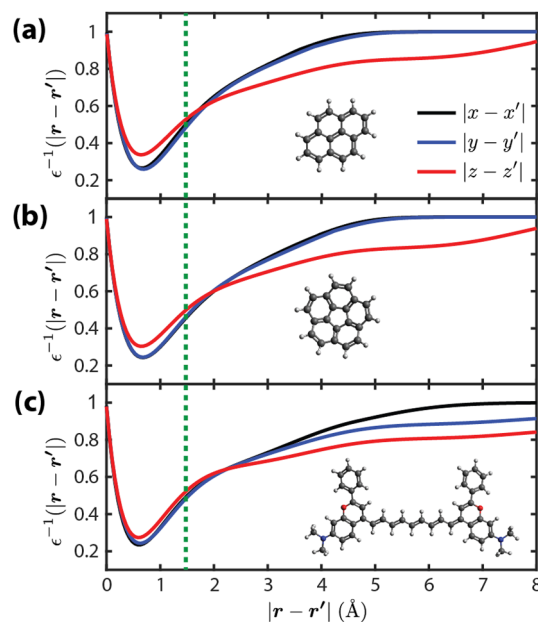 (a)
ϵ⁻¹(|r − r′|)
1
0.8
0.6
0.4
0.2
|x − x′|
|y − y′|
|z − z′|
(b)
ϵ⁻¹(|r − r′|)
1
0.8
0.6
0.4
0.2
(c)
ϵ⁻¹(|r − r′|)
1
0.8
0.6
0.4
0.2
0 1 2 3 4 5 6 7 8
|r − r′| (Å)